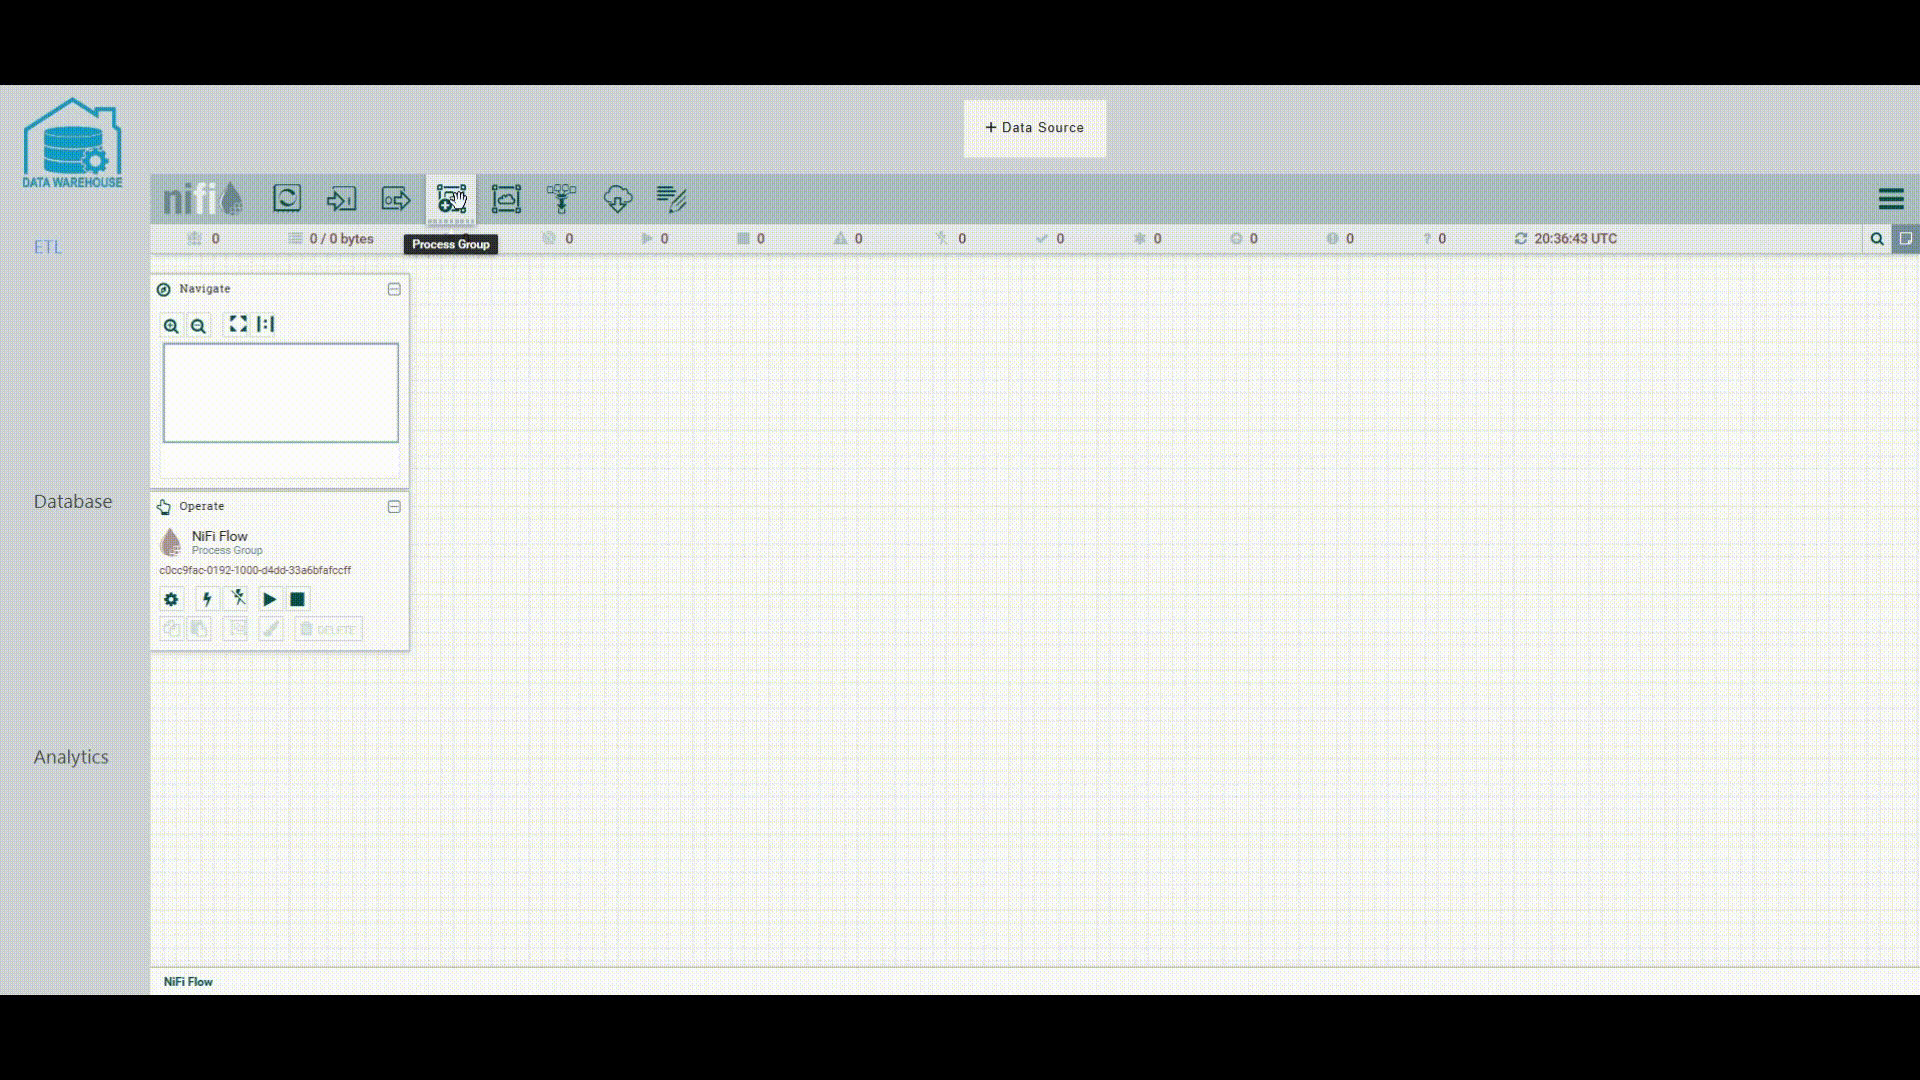 + Data Source
DATA WAREHOUSE
nifi
0
0 / 0 bytes
Process Group
0
0
0
0
0
0
0
0
0
0
20:36:43 UTC
ETL
Navigate
Database
Operate
NiFi Flow
Process Group
c0cc9fac-0192-1000-d4dd-33a6bfafccff
DELETE
Analytics
NiFi Flow